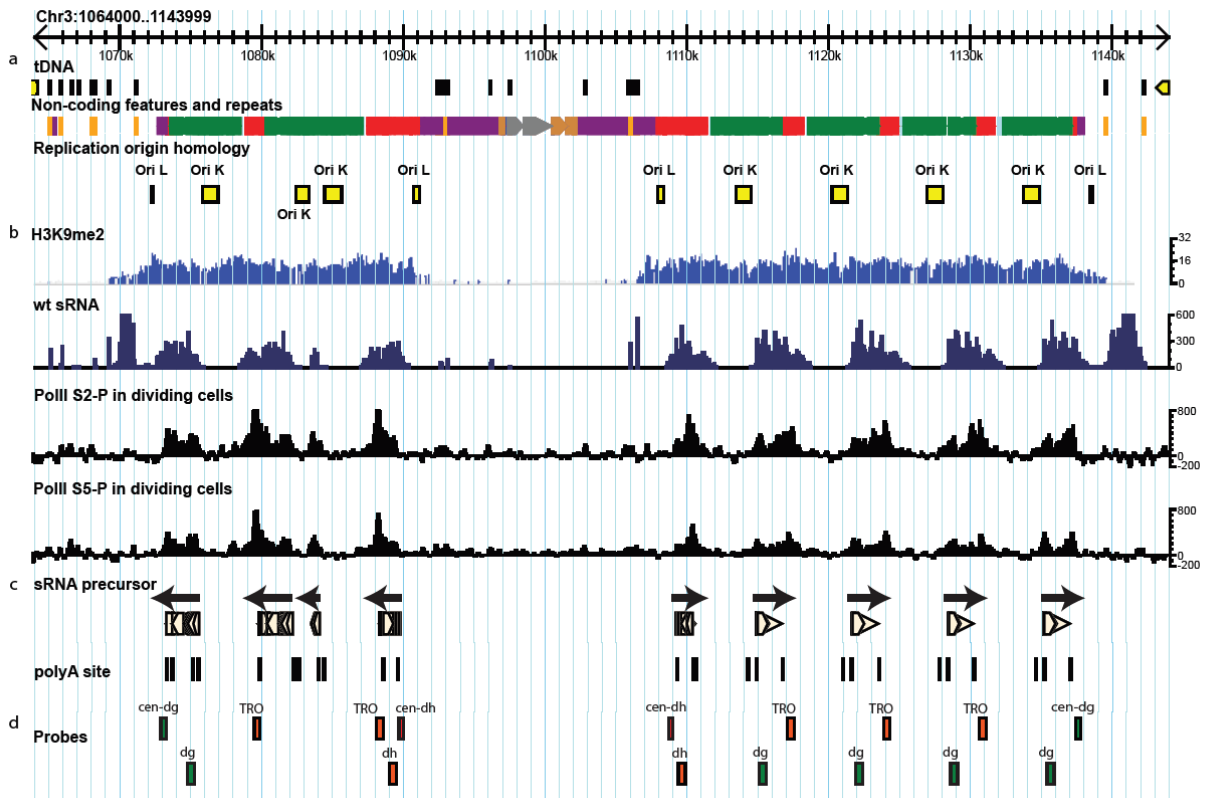 Chr3:1064000..1143999
1070k 1080k 1090k 1100k 1110k 1120k 1130k 1140k
a
tDNA
Non-coding features and repeats
Replication origin homology
Ori L Ori K Ori K Ori L Ori L Ori K Ori K Ori K Ori K Ori L
Ori K
b
H3K9me2
32
16
0
wt sRNA
600
300
0
PolII S2-P in dividing cells
800
0
-200
PolII S5-P in dividing cells
800
0
-200
c
sRNA precursor
polyA site
d
cen-dg TRO TRO cen-dh cen-dh TRO TRO TRO cen-dg
Probes
dg dh dh dg dg dg dg